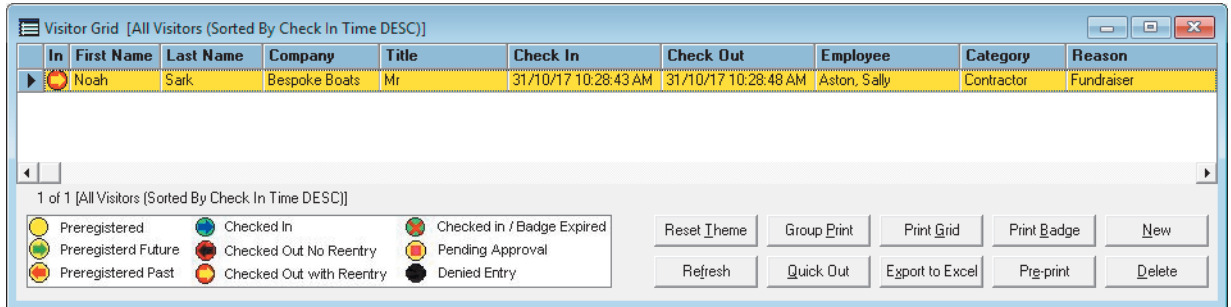 Visitor Grid [All Visitors (Sorted By Check In Time DESC)]
In First Name Last Name Company Title Check In Check Out Employee Category Reason
Noah Sark Bespoke Boats Mr 31/10/17 10:28:43 AM 31/10/17 10:28:48 AM Aston, Sally Contractor Fundraiser
1 of 1 [All Visitors (Sorted By Check In Time DESC)]
Preregistered Checked In Checked in / Badge Expired
Preregisterd Future Checked Out No Reentry Pending Approval
Preregistered Past Checked Out with Reentry Denied Entry
Reset Theme Group Print Print Grid Print Badge New
Refresh Quick Out Export to Excel Pre-print Delete